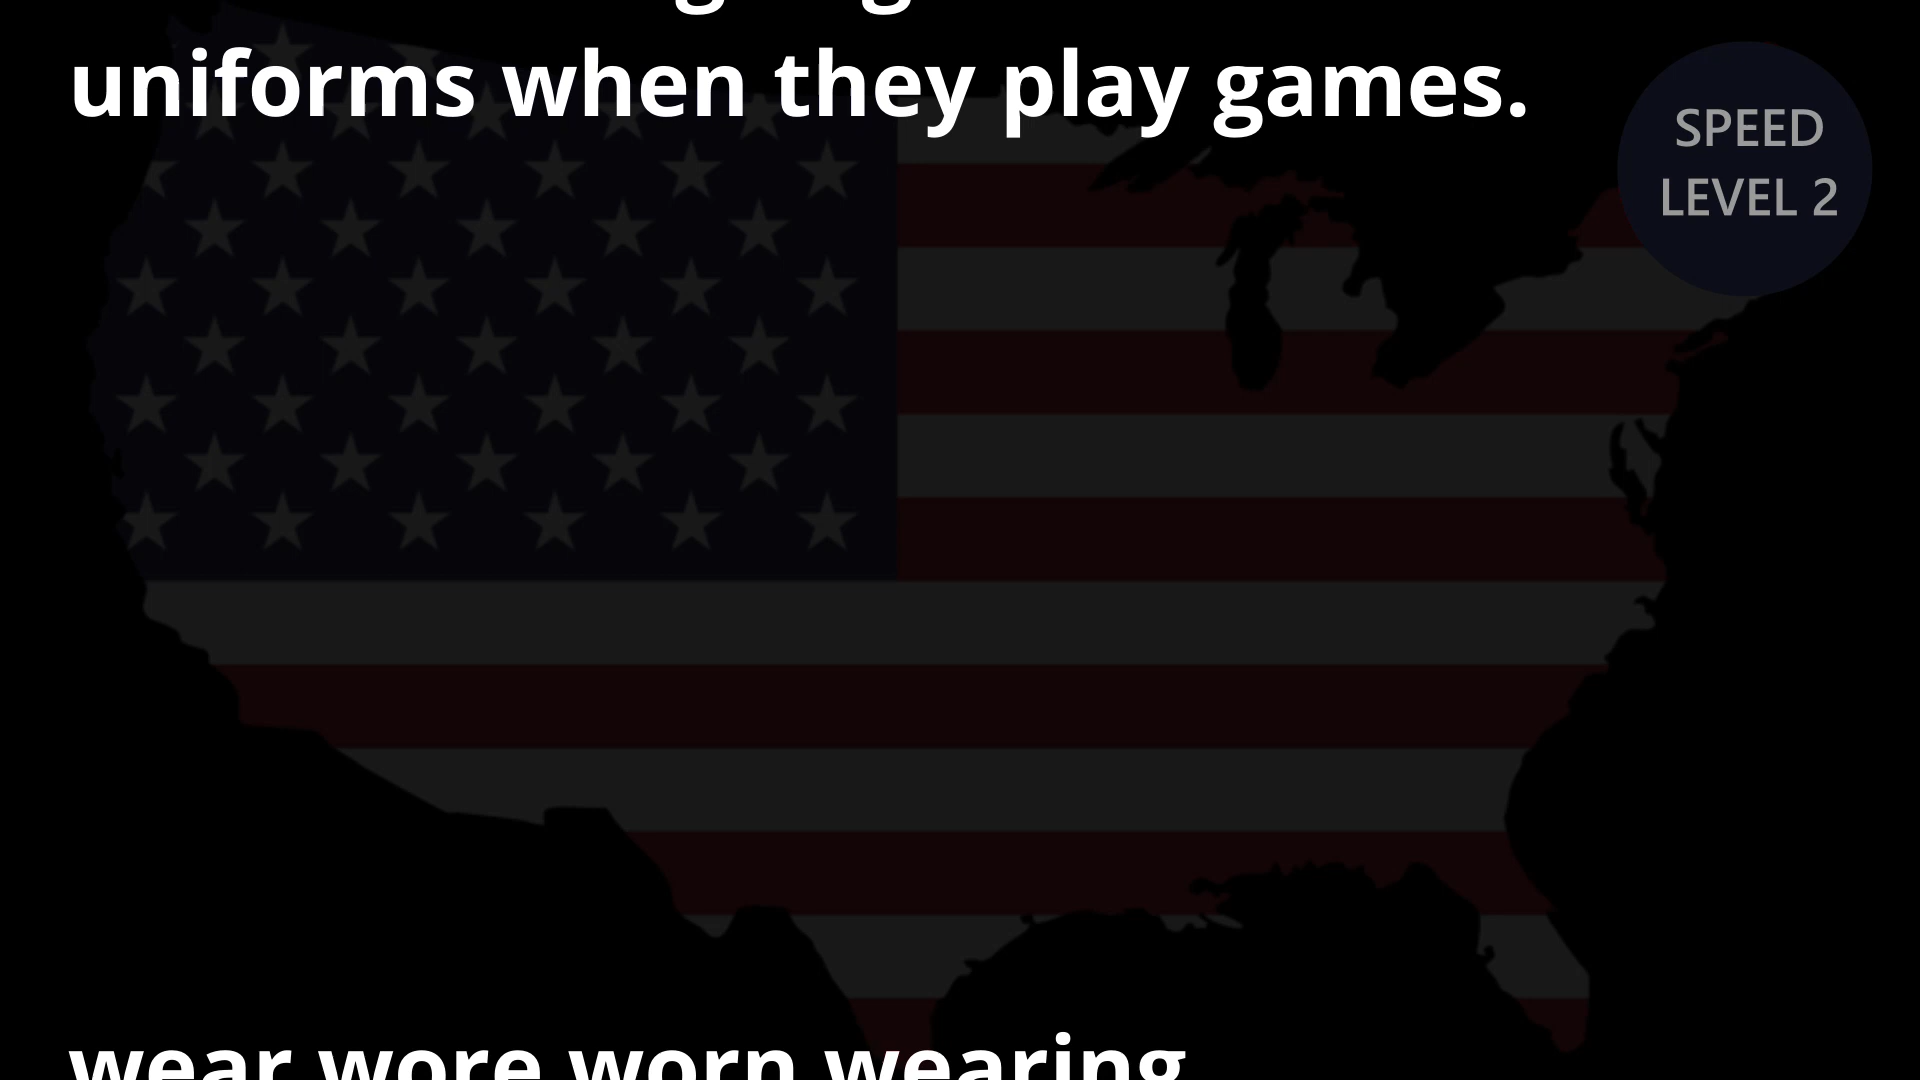 uniforms when they play games.
SPEED
LEVEL 2
wear wore worn wearing